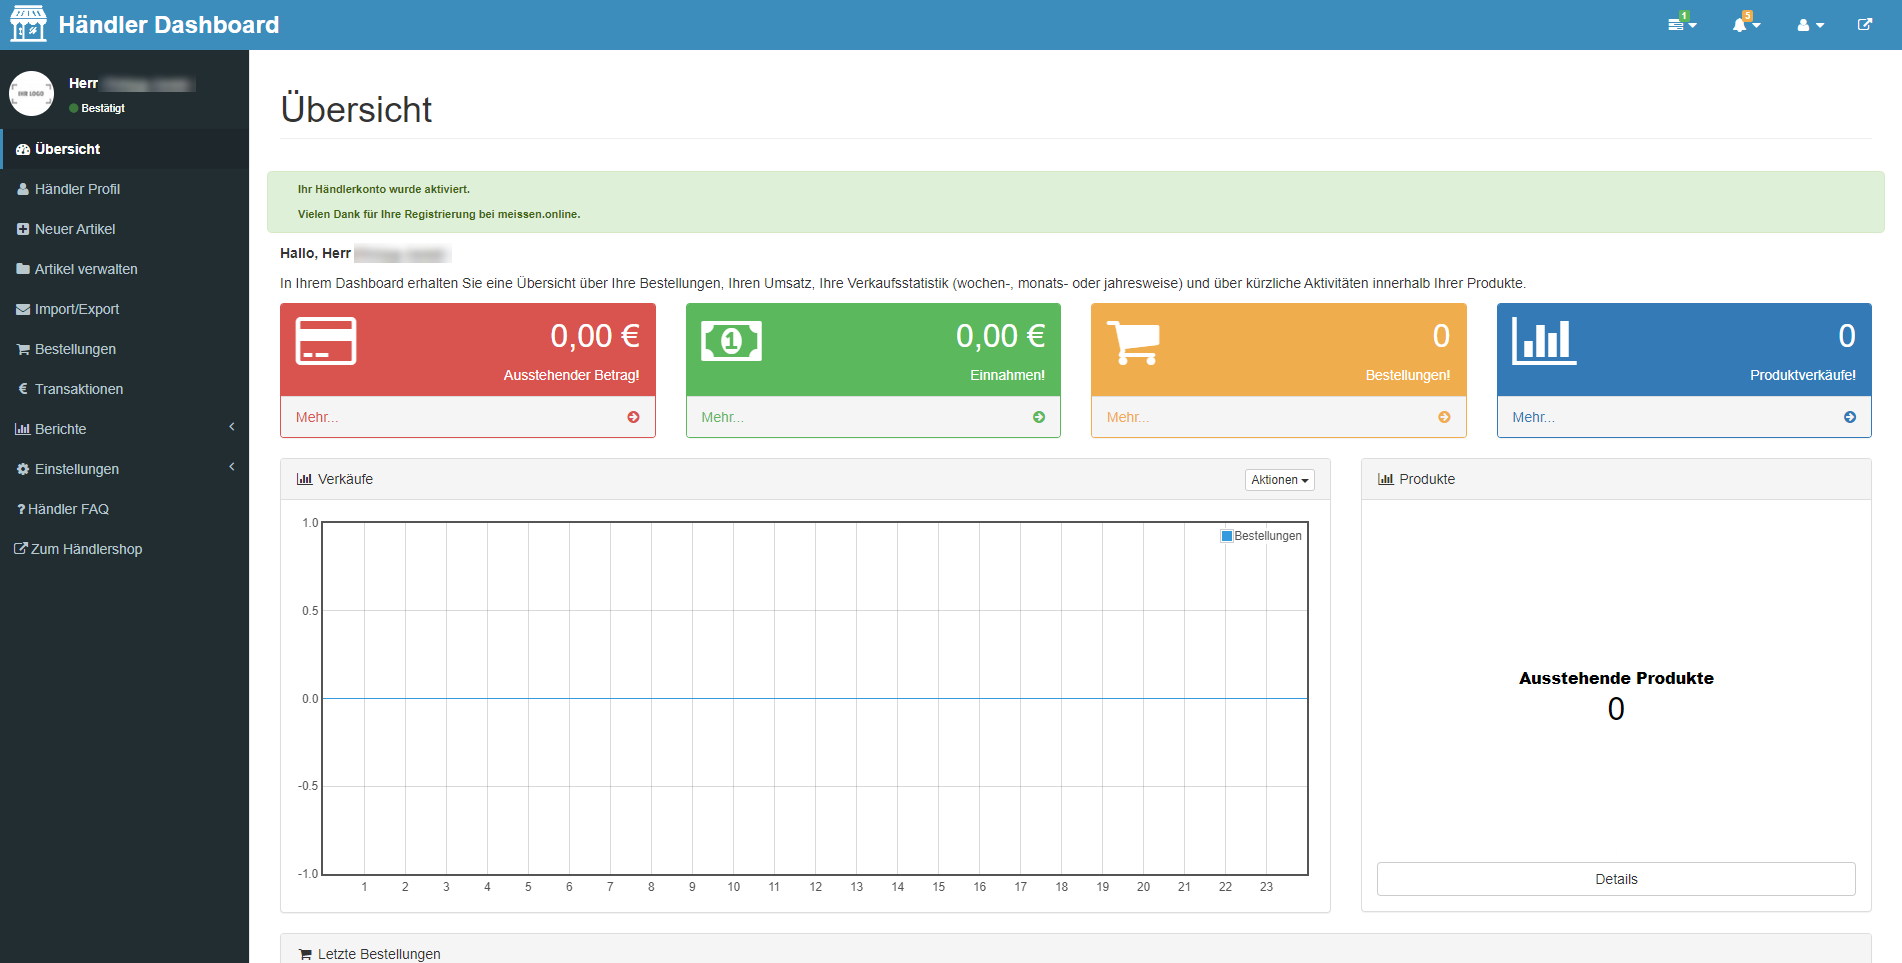 Händler Dashboard
1
5
Herr
Bestätigt
Übersicht
Händler Profil
Neuer Artikel
Artikel verwalten
Import/Export
Bestellungen
€ Transaktionen
Berichte
Einstellungen
? Händler FAQ
Zum Händlershop
Übersicht
Ihr Händlerkonto wurde aktiviert.
Vielen Dank für Ihre Registrierung bei meissen.online.
Hallo, Herr
In Ihrem Dashboard erhalten Sie eine Übersicht über Ihre Bestellungen, Ihren Umsatz, Ihre Verkaufsstatistik (wochen-, monats- oder jahresweise) und über kürzliche Aktivitäten innerhalb Ihrer Produkte.
0,00 €
Ausstehender Betrag!
Mehr...
1
0,00 €
Einnahmen!
Mehr...
0
Bestellungen!
Mehr...
0
Produktverkäufe!
Mehr...
Verkäufe
Aktionen
Bestellungen
1.0
0.5
0.0
-0.5
-1.0
1 2 3 4 5 6 7 8 9 10 11 12 13 14 15 16 17 18 19 20 21 22 23
Produkte
Ausstehende Produkte
0
Details
Letzte Bestellungen